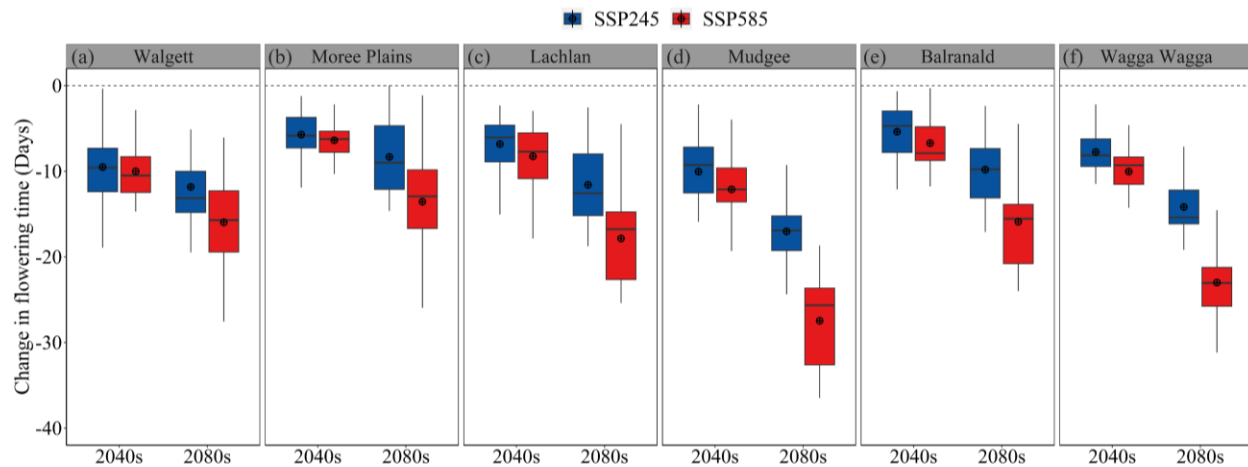 SSP245 SSP585
(a) Walgett (b) Moree Plains (c) Lachlan (d) Mudgee (e) Balranald (f) Wagga Wagga
Change in flowering time (Days)
0
-10
-20
-30
-40
2040s 2080s 2040s 2080s 2040s 2080s 2040s 2080s 2040s 2080s 2040s 2080s